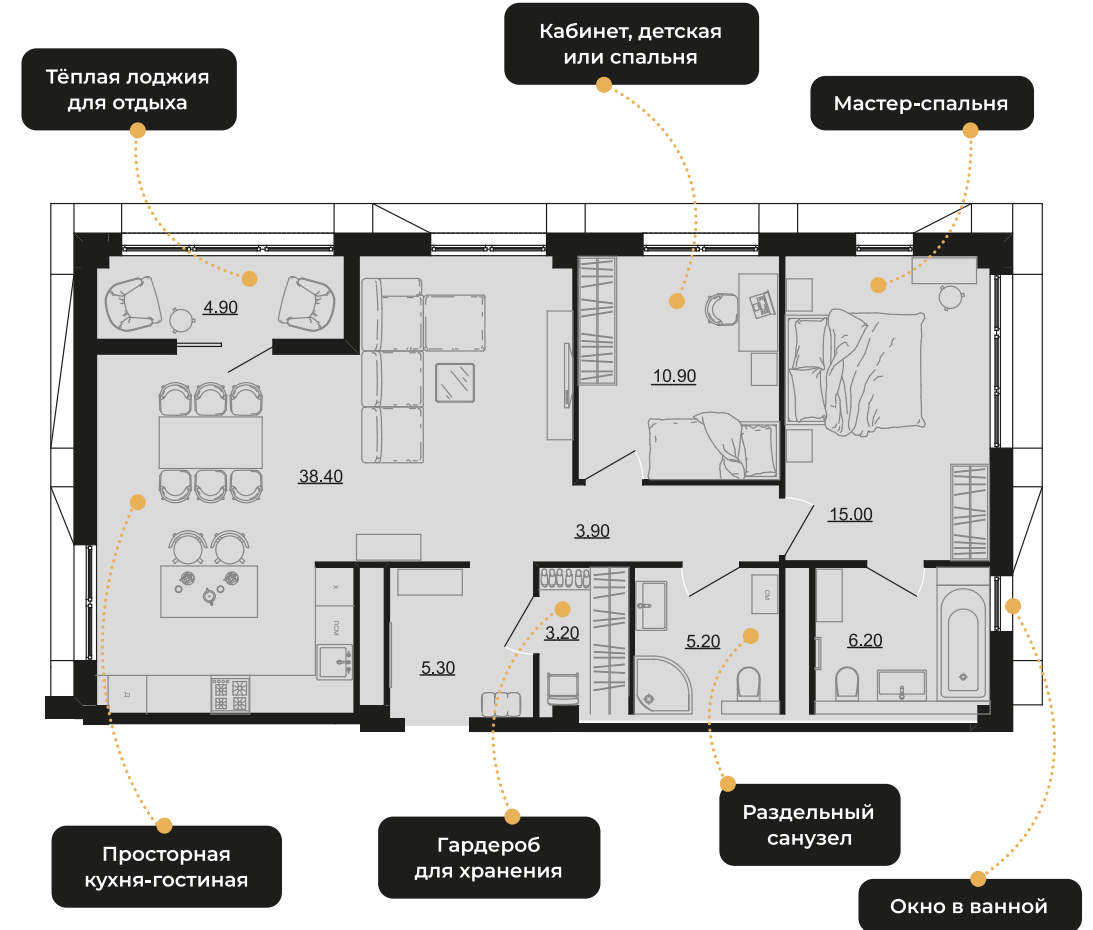 Кабинет, детская
или спальня
Тёплая лоджия
для отдыха
Мастер-спальня
4.90
10.90
38.40
15.00
3.90
Х
ПСМ
СМ
3.20
5.20
6.20
5.30
Д
Раздельный
санузел
Просторная
кухня-гостиная
Гардероб
для хранения
Окно в ванной